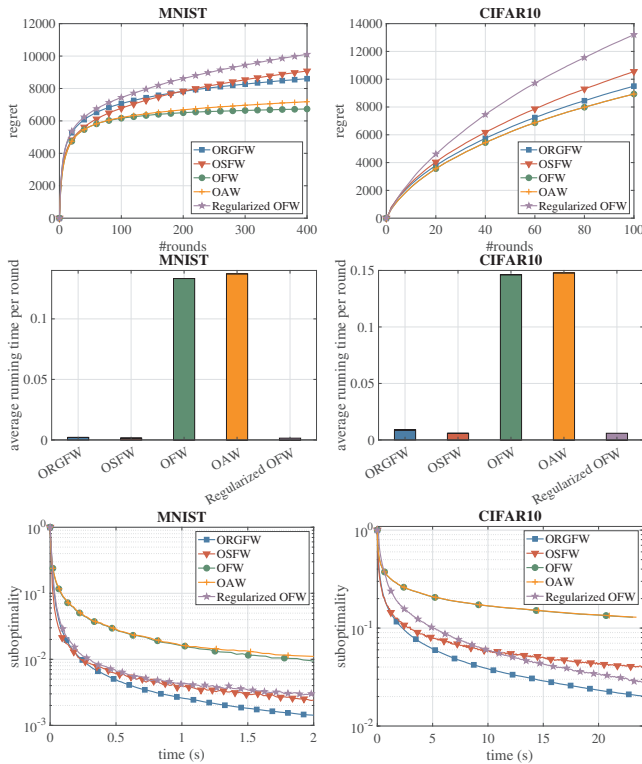 MNIST
regret
12000
10000
8000
6000
4000
2000
0
ORGFW
OSFW
OFW
OAW
Regularized OFW
0 100 200 300 400
#rounds
CIFAR10
regret
14000
12000
10000
8000
6000
4000
2000
0
ORGFW
OSFW
OFW
OAW
Regularized OFW
0 20 40 60 80 100
#rounds
MNIST
average running time per round
0.1
0.05
0
ORGFW OSFW OFW OAW Regularized OFW
CIFAR10
average running time per round
0.15
0.1
0.05
0
ORGFW OSFW OFW OAW Regularized OFW
MNIST
suboptimality
10^0
10^-1
10^-2
10^-3
ORGFW
OSFW
OFW
OAW
Regularized OFW
0 0.5 1 1.5 2
time (s)
CIFAR10
suboptimality
10^0
10^-1
10^-2
ORGFW
OSFW
OFW
OAW
Regularized OFW
0 5 10 15 20
time (s)